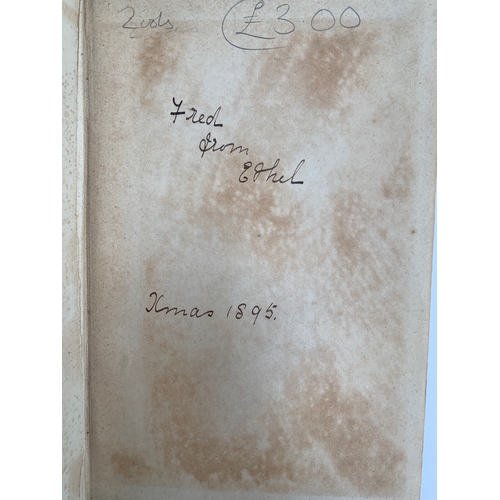 2vols £3.00
Fred
from
Ethel
Xmas 1895.